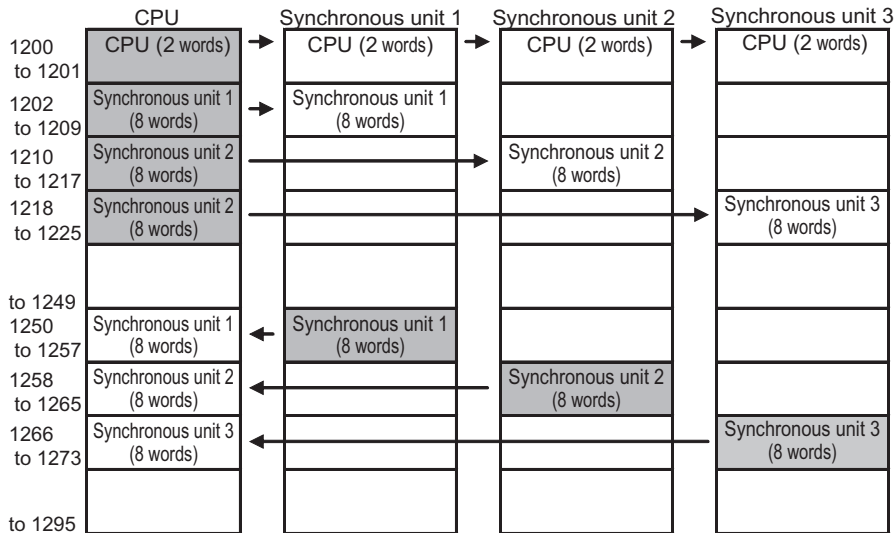 CPU Synchronous unit 1 Synchronous unit 2 Synchronous unit 3
1200
to 1201
CPU (2 words) CPU (2 words) CPU (2 words) CPU (2 words)
1202
to 1209
Synchronous unit 1
(8 words)
Synchronous unit 1
(8 words)
1210
to 1217
Synchronous unit 2
(8 words)
Synchronous unit 2
(8 words)
1218
to 1225
Synchronous unit 2
(8 words)
Synchronous unit 3
(8 words)
to 1249
1250
to 1257
Synchronous unit 1
(8 words)
Synchronous unit 1
(8 words)
1258
to 1265
Synchronous unit 2
(8 words)
Synchronous unit 2
(8 words)
1266
to 1273
Synchronous unit 3
(8 words)
Synchronous unit 3
(8 words)
to 1295